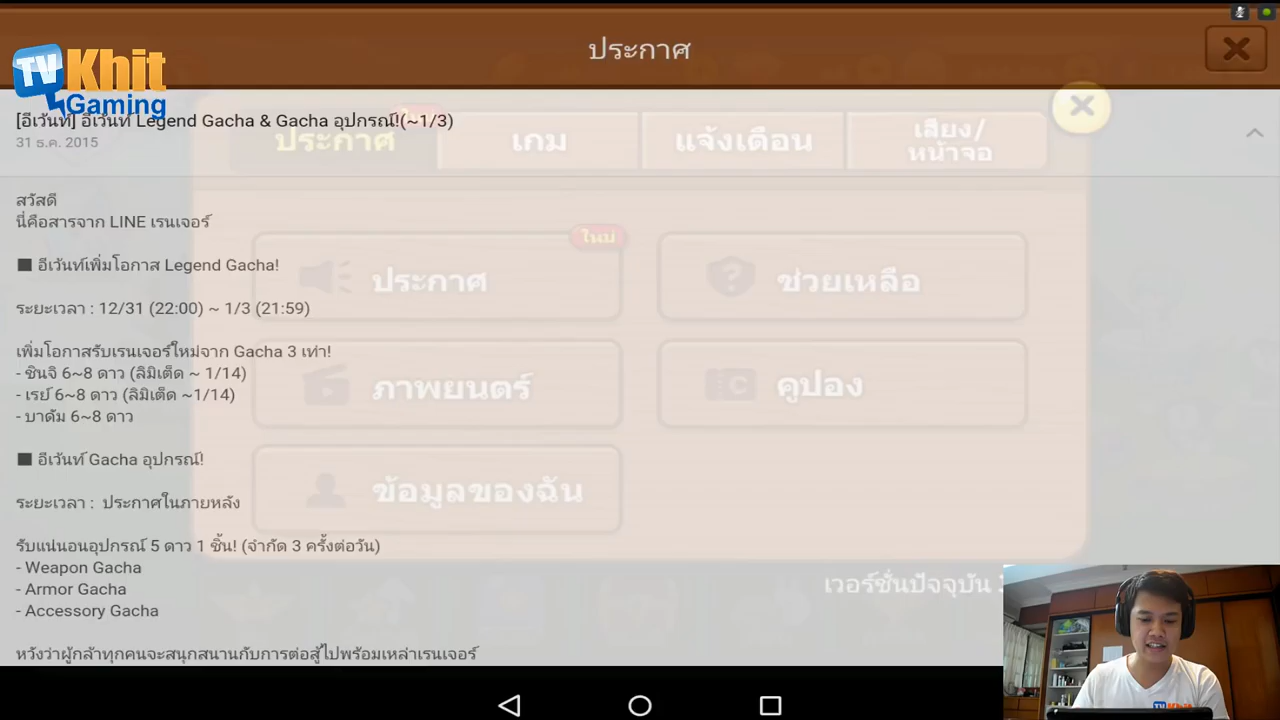 ประกาศ
TV Khit
Gaming
[อีเว้นท์] อีเว้นท์ Legend Gacha & Gacha อุปกรณ์!(~1/3)
31 ธ.ค. 2015
ประกาศ
เกม
แจ้งเตือน
เสียง/
หน้าจอ
สวัสดี
นี่คือสารจาก LINE เรนเจอร์
■ อีเว้นท์เพิ่มโอกาส Legend Gacha!
ระยะเวลา : 12/31 (22:00) ~ 1/3 (21:59)
เพิ่มโอกาสรับเรนเจอร์ใหม่จาก Gacha 3 เท่า!
- ชินจิ 6~8 ดาว (ลิมิเต็ด ~ 1/14)
- เรย์ 6~8 ดาว (ลิมิเต็ด ~1/14)
- บาดัม 6~8 ดาว
■ อีเว้นท์ Gacha อุปกรณ์!
ระยะเวลา : ประกาศในภายหลัง
รับแน่นอนอุปกรณ์ 5 ดาว 1 ชิ้น! (จำกัด 3 ครั้งต่อวัน)
- Weapon Gacha
- Armor Gacha
- Accessory Gacha
หวังว่าผู้กล้าทุกคนจะสนุกสนานกับการต่อสู้ไปพร้อมเหล่าเรนเจอร์
ใหม่
ประกาศ
ช่วยเหลือ
ภาพยนตร์
คูปอง
ข้อมูลของฉัน
เวอร์ชั่นปัจจุบัน
TV Khit